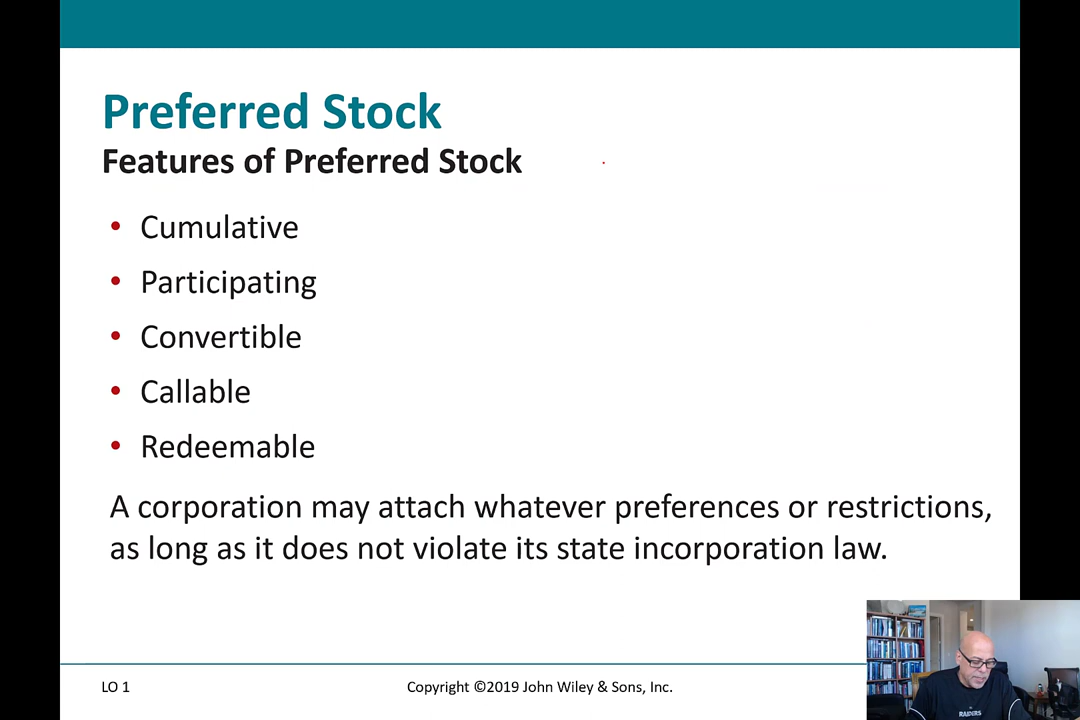 Preferred Stock
Features of Preferred Stock
• Cumulative
• Participating
• Convertible
• Callable
• Redeemable
A corporation may attach whatever preferences or restrictions,
as long as it does not violate its state incorporation law.
LO 1
Copyright ©2019 John Wiley & Sons, Inc.
RAIDERS